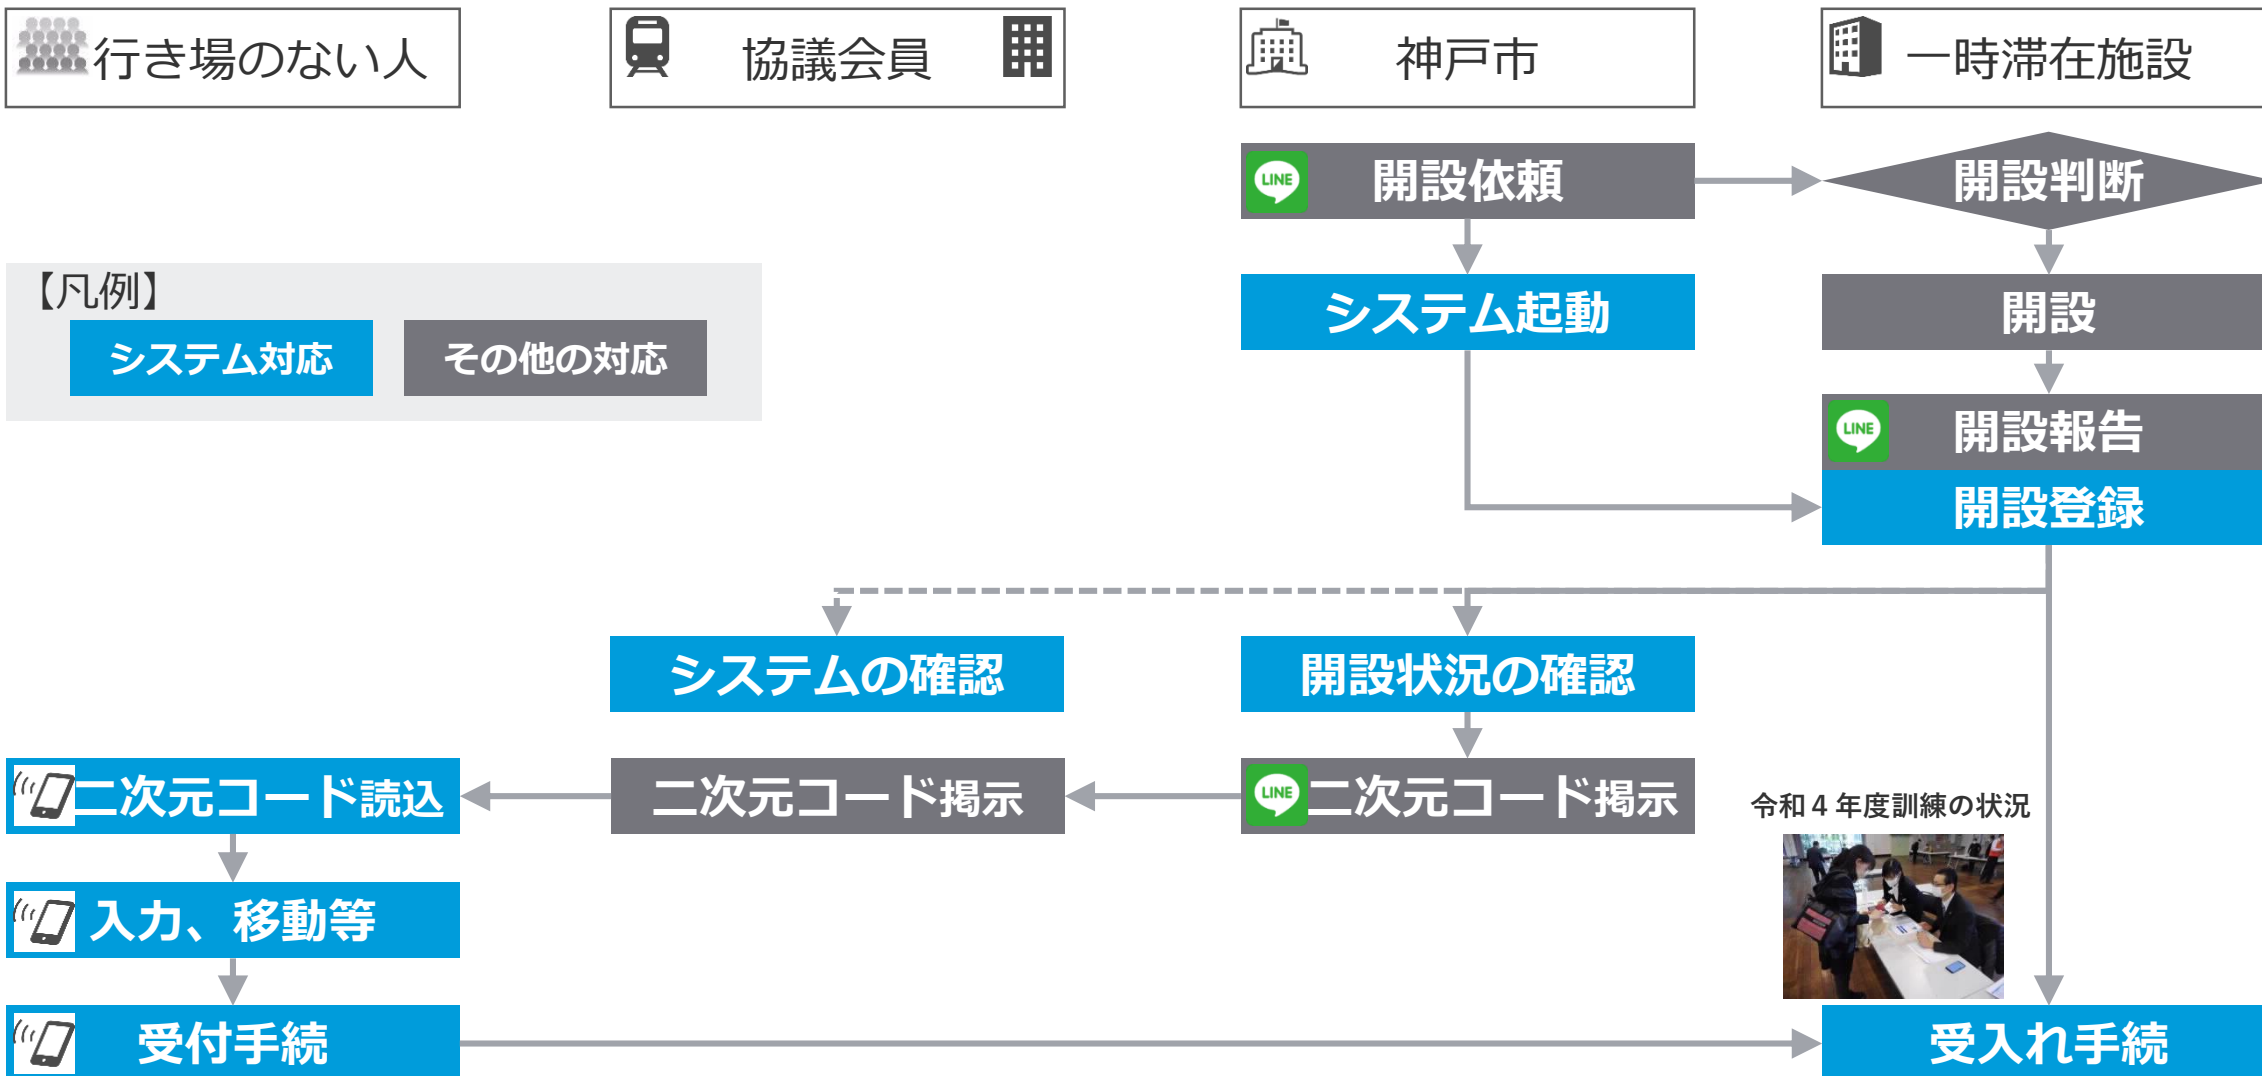 行き場のない人
協議会員
神戸市
一時滞在施設
LINE
開設依頼
開設判断
【凡例】
システム対応
その他の対応
システム起動
開設
LINE
開設報告
開設登録
システムの確認
開設状況の確認
二次元コード読込
二次元コード掲示
LINE
二次元コード掲示
令和４年度訓練の状況
入力、移動等
受付手続
受入れ手続